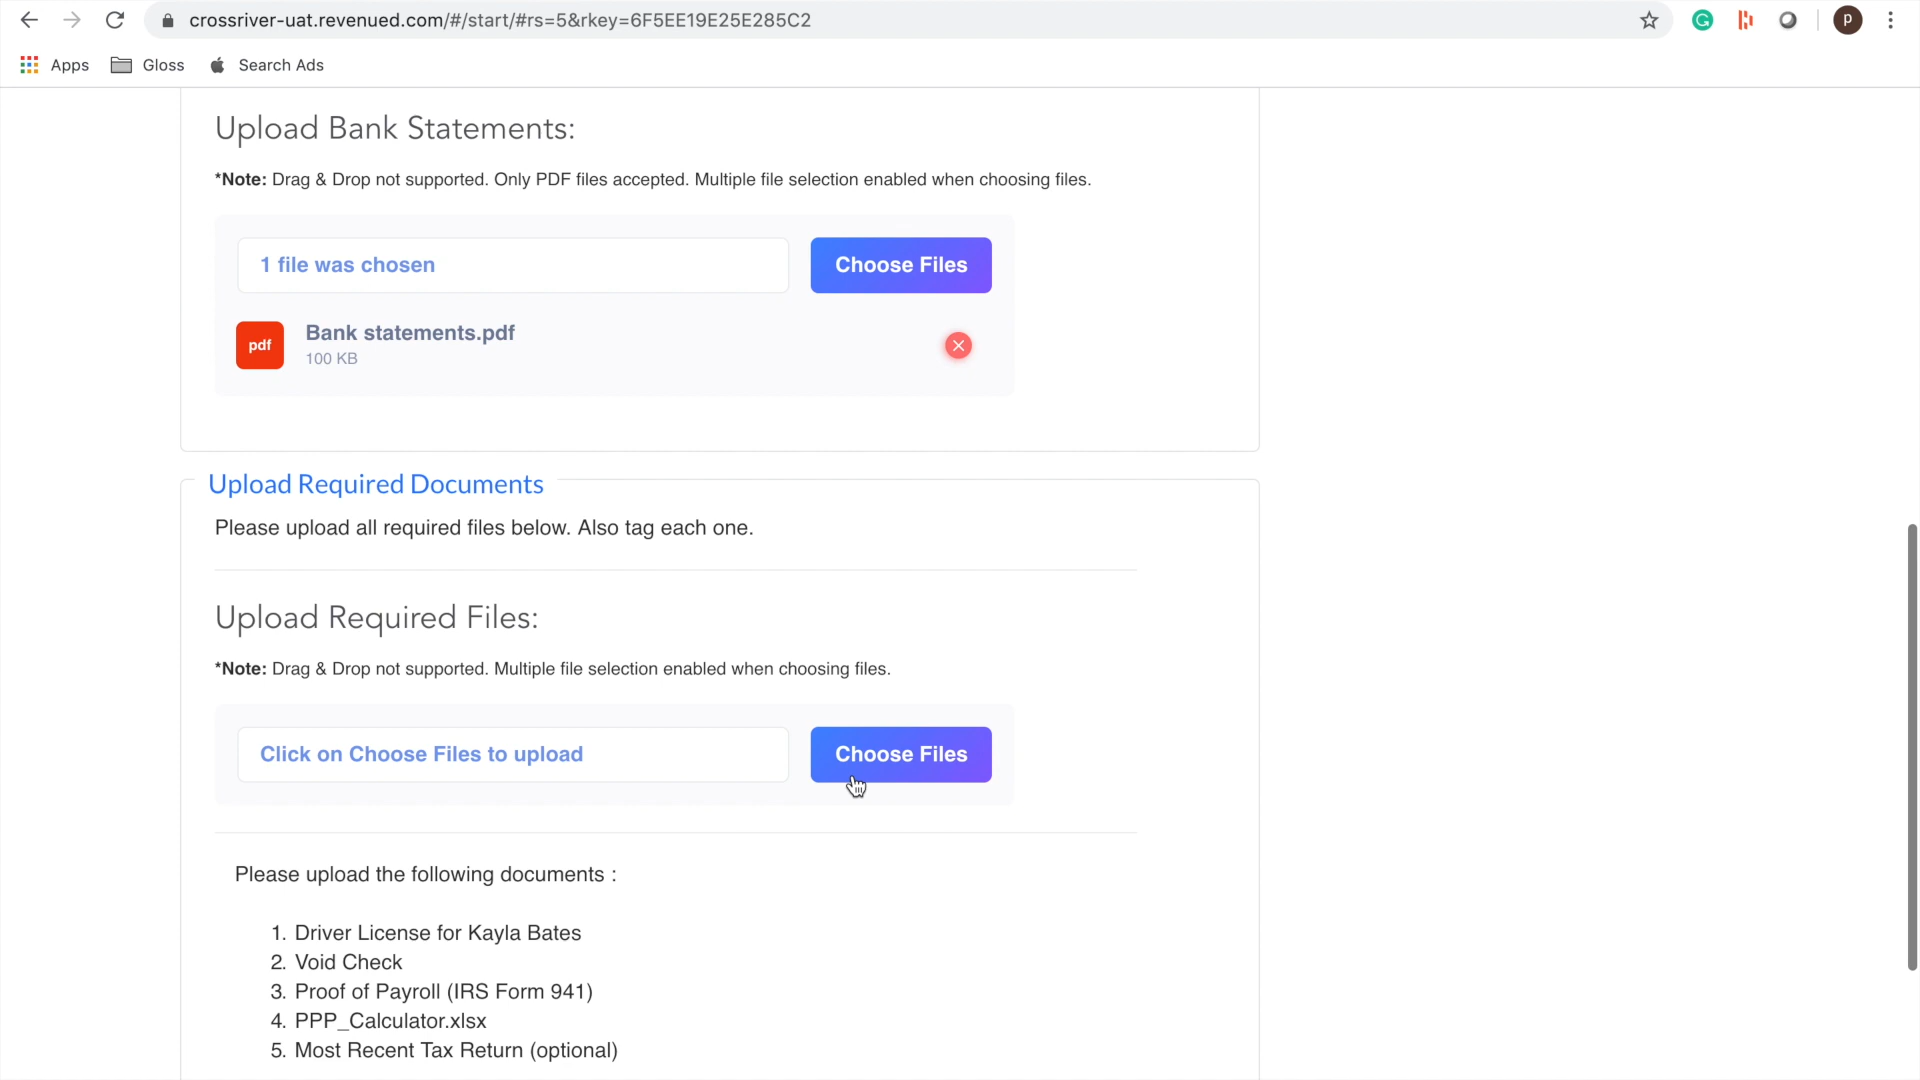 crossriver-uat.revenued.com/#/start/#rs=5&rkey=6F5EE19E25E285C2
P
Apps Gloss Search Ads
Upload Bank Statements:
*Note: Drag & Drop not supported. Only PDF files accepted. Multiple file selection enabled when choosing files.
1 file was chosen Choose Files
pdf Bank statements.pdf
100 KB
Upload Required Documents
Please upload all required files below. Also tag each one.
Upload Required Files:
*Note: Drag & Drop not supported. Multiple file selection enabled when choosing files.
Click on Choose Files to upload Choose Files
Please upload the following documents :
1. Driver License for Kayla Bates
2. Void Check
3. Proof of Payroll (IRS Form 941)
4. PPP_Calculator.xlsx
5. Most Recent Tax Return (optional)